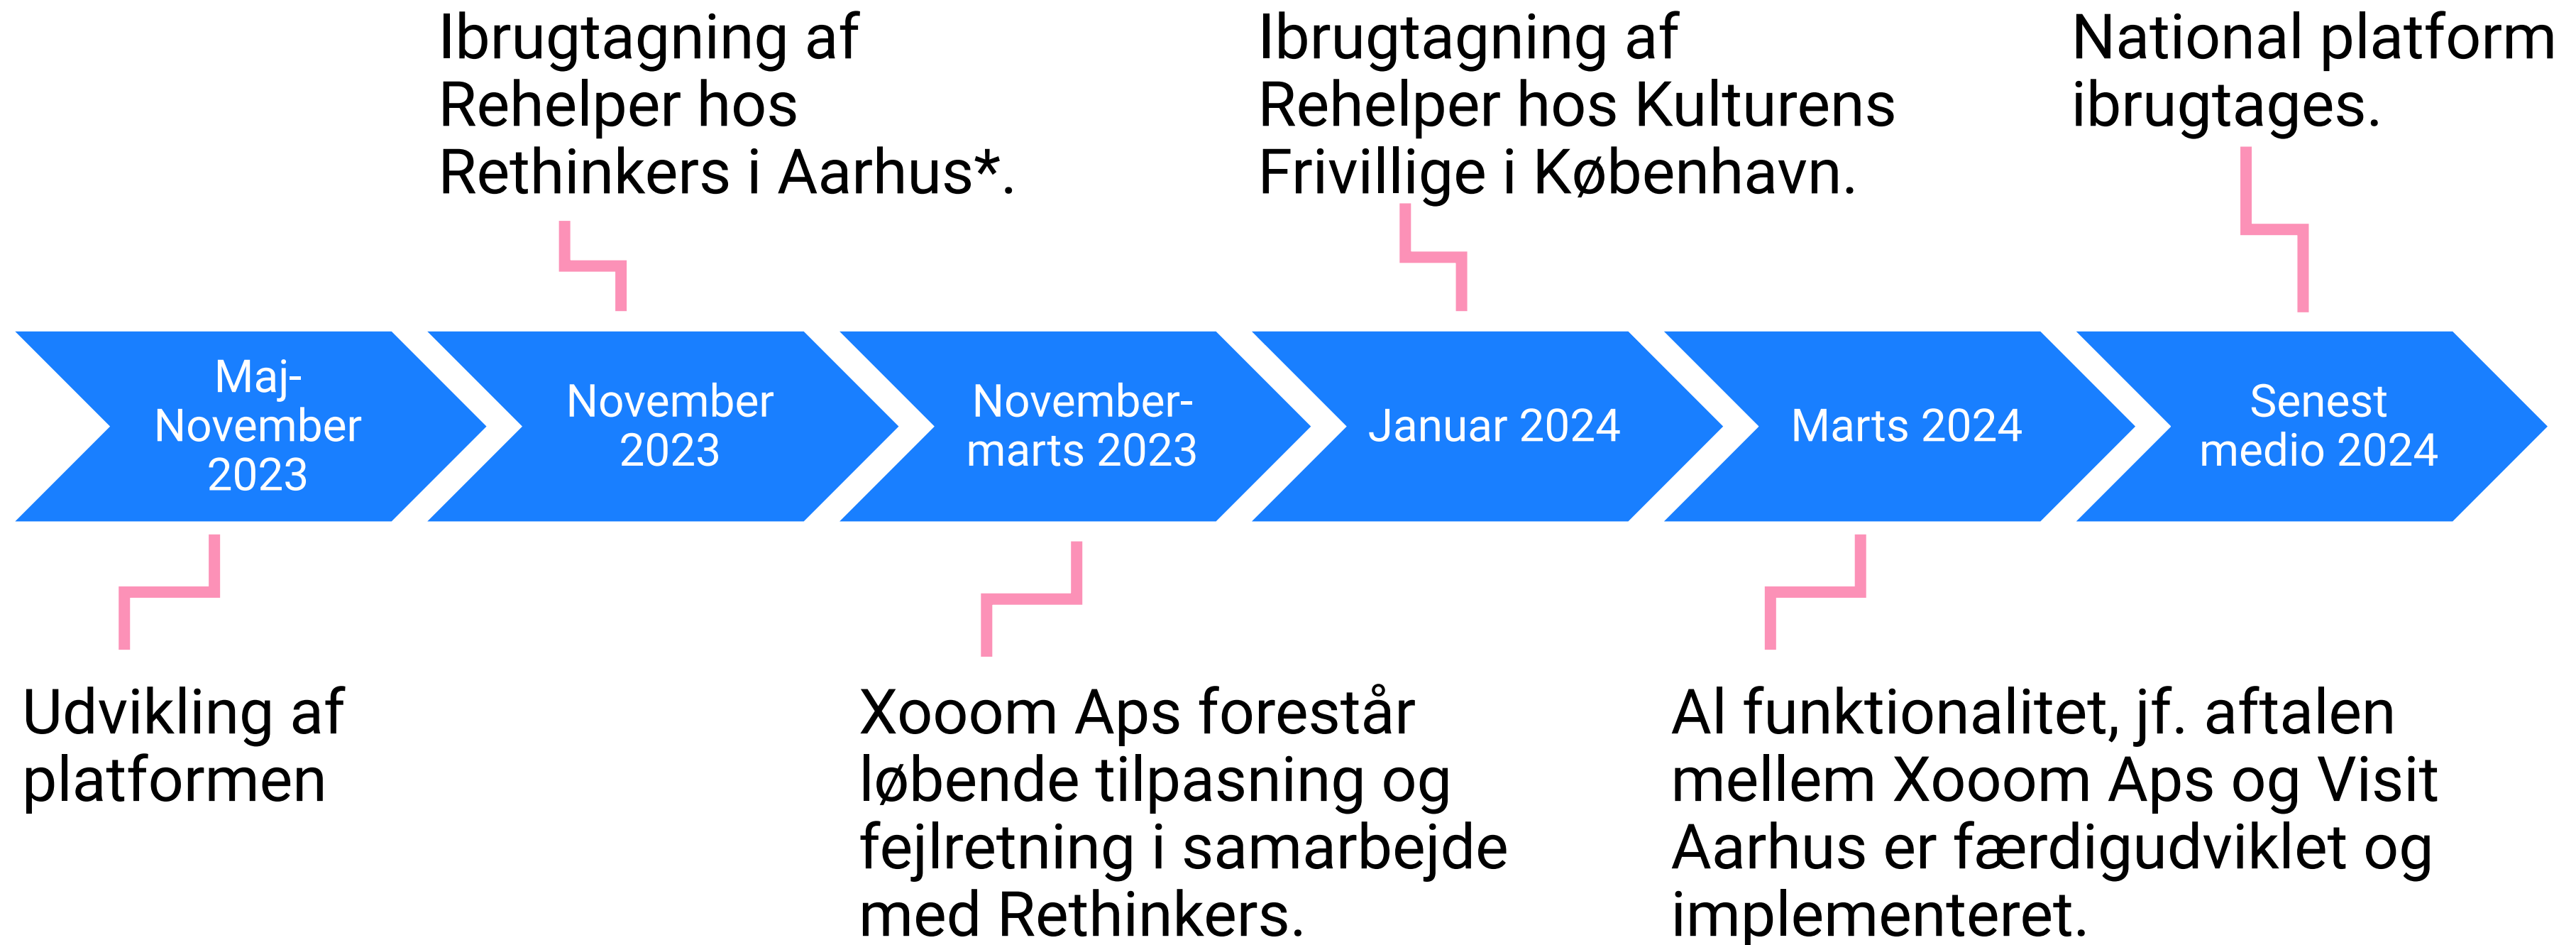 Ibrugtagning af
Rehelper hos
Rethinkers i Aarhus*.
Ibrugtagning af
Rehelper hos Kulturens
Frivillige i København.
National platform
ibrugtages.
Maj-
November
2023
November
2023
November-
marts 2023
Januar 2024
Marts 2024
Senest
medio 2024
Udvikling af
platformen
Xooom Aps forestår
løbende tilpasning og
fejlretning i samarbejde
med Rethinkers.
Al funktionalitet, jf. aftalen
mellem Xooom Aps og Visit
Aarhus er færdigudviklet og
implementeret.